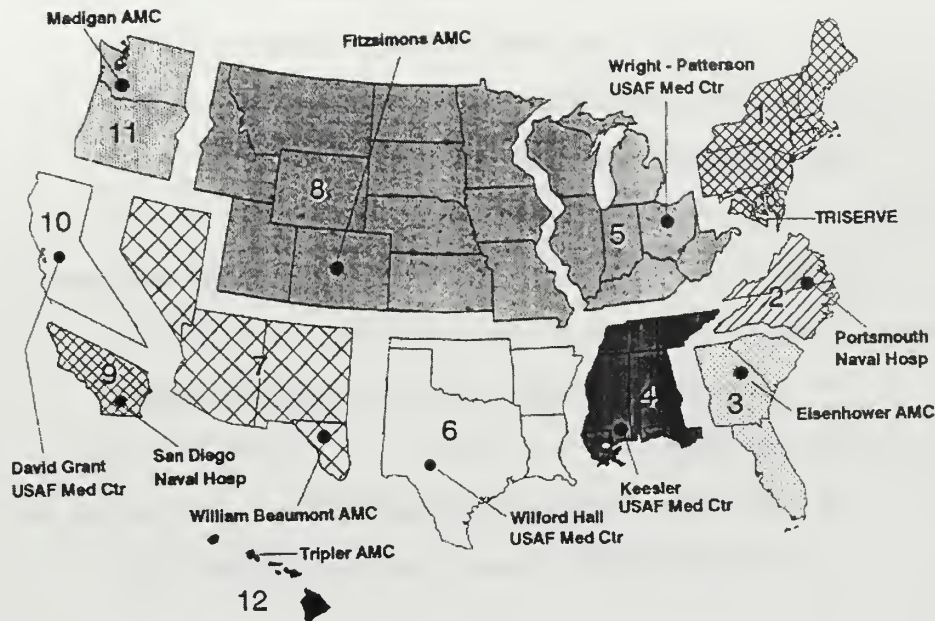 Madigan AMC
Fitzsimons AMC
Wright - Patterson
USAF Med Ctr
1
11
8
10
5
TRISERVE
2
Portsmouth
Naval Hosp
9
7
4
3
6
Eisenhower AMC
David Grant
USAF Med Ctr
San Diego
Naval Hosp
William Beaumont AMC
Wilford Hall
USAF Med Ctr
Keesler
USAF Med Ctr
Tripler AMC
12